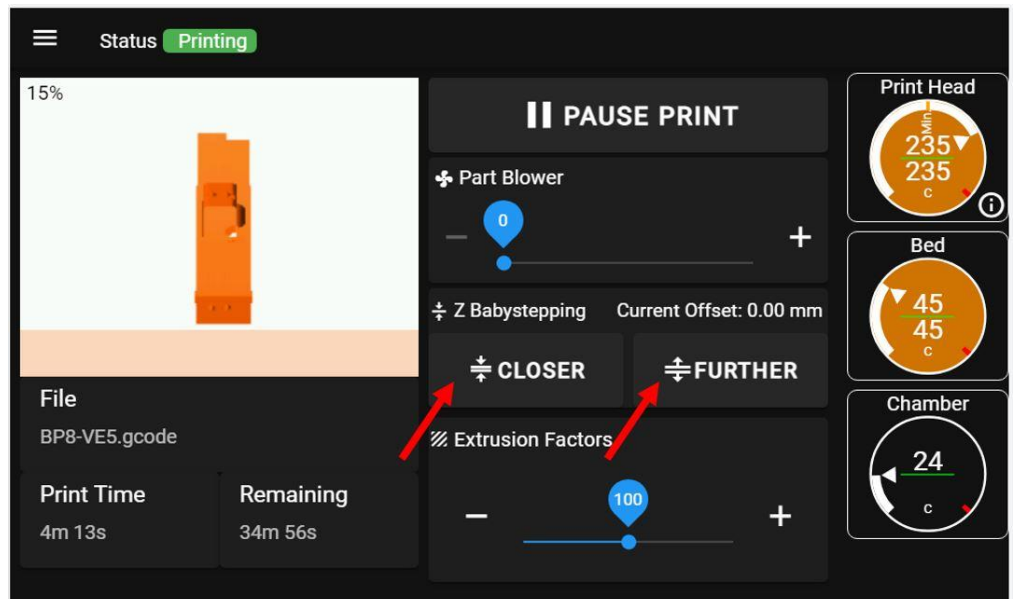 Status Printing
15%
File
BP8-VE5.gcode
Print Time
4m 13s
Remaining
34m 56s
PAUSE PRINT
Part Blower
0
− +
Z Babystepping Current Offset: 0.00 mm
CLOSER
FURTHER
Extrusion Factors
100
− +
Print Head
Min
235
235
C
Bed
45
45
C
Chamber
24
C